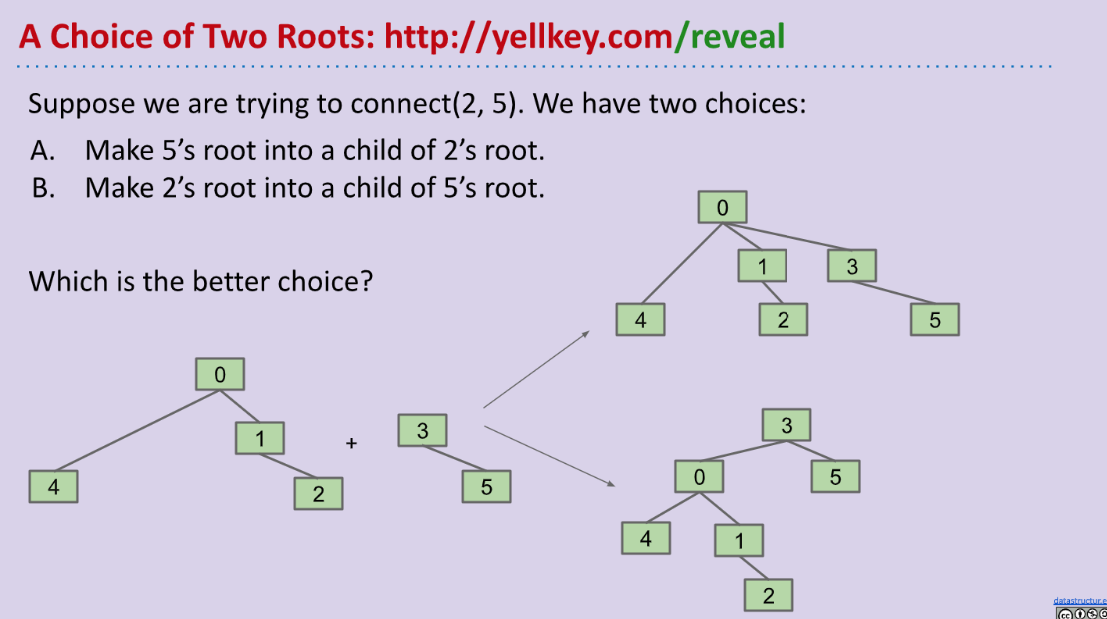 A Choice of Two Roots: http://yellkey.com/reveal
Suppose we are trying to connect(2, 5). We have two choices:
A. Make 5’s root into a child of 2’s root.
B. Make 2’s root into a child of 5’s root.
Which is the better choice?
0
1
3
4
2
5
0
1
4
2
+
3
5
3
0
5
4
1
2
datastructur.e
cc